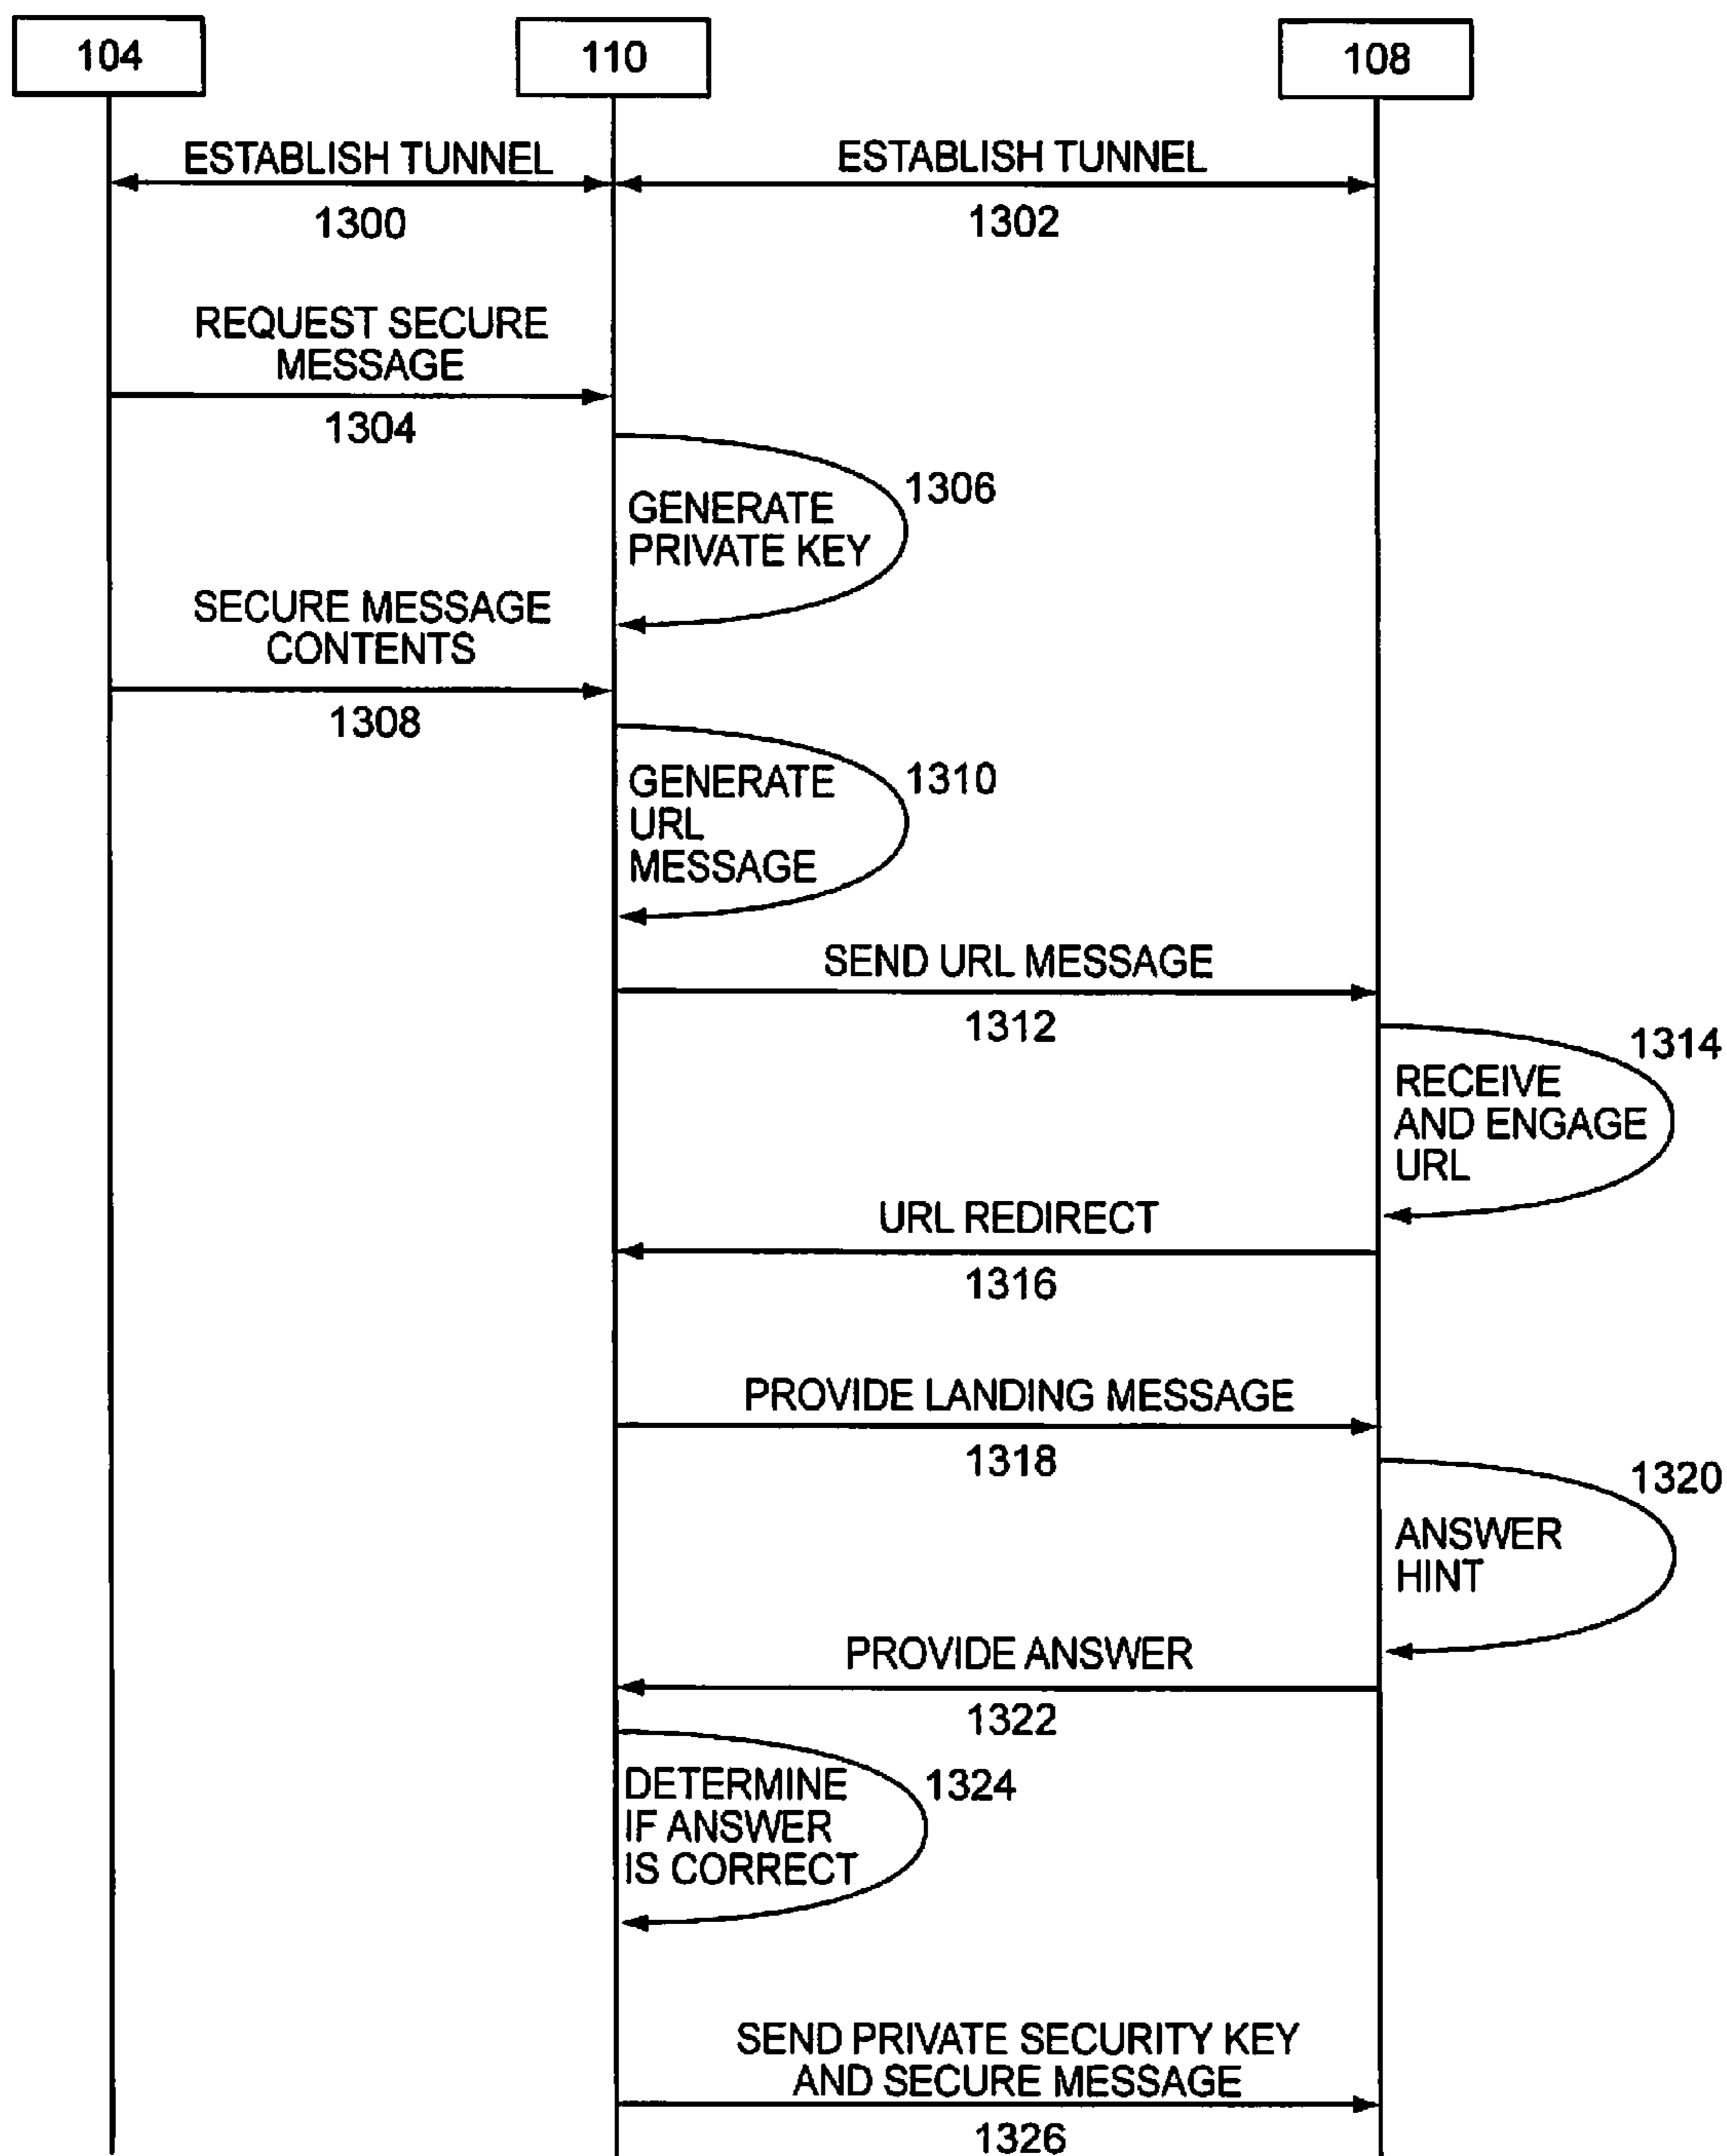 104
110
108
ESTABLISH TUNNEL
1300
ESTABLISH TUNNEL
1302
REQUEST SECURE
MESSAGE
1304
1306
GENERATE
PRIVATE KEY
SECURE MESSAGE
CONTENTS
1308
1310
GENERATE
URL
MESSAGE
SEND URL MESSAGE
1312
1314
RECEIVE
AND ENGAGE
URL
URL REDIRECT
1316
PROVIDE LANDING MESSAGE
1318
1320
ANSWER
HINT
PROVIDE ANSWER
1322
1324
DETERMINE
IF ANSWER
IS CORRECT
SEND PRIVATE SECURITY KEY
AND SECURE MESSAGE
1326